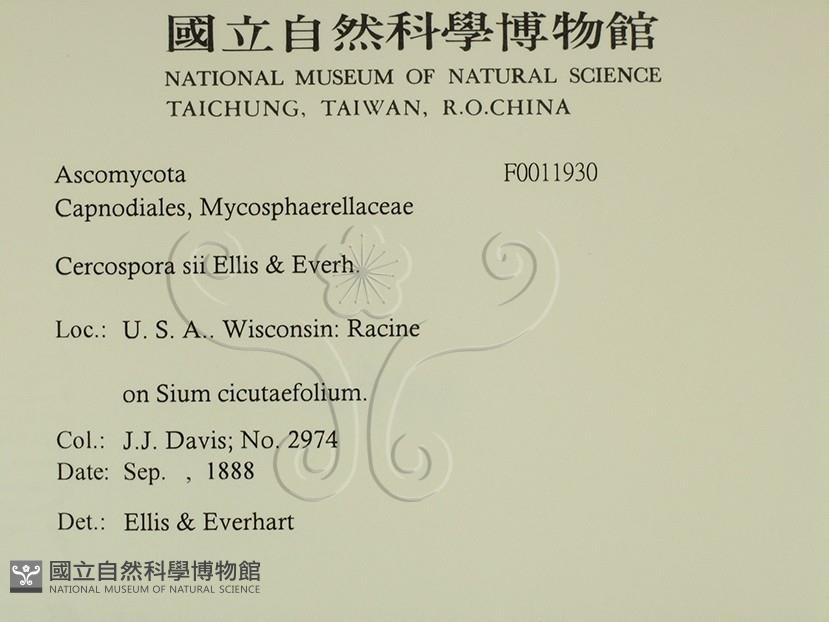 國立自然科學博物館
NATIONAL MUSEUM OF NATURAL SCIENCE
TAICHUNG, TAIWAN, R.O.CHINA
Ascomycota F0011930
Capnodiales, Mycosphaerellaceae
Cercospora sii Ellis & Everh.
Loc.: U. S. A.. Wisconsin: Racine
on Sium cicutaefolium.
Col.: J.J. Davis; No. 2974
Date: Sep. , 1888
Det.: Ellis & Everhart
國立自然科學博物館
NATIONAL MUSEUM OF NATURAL SCIENCE